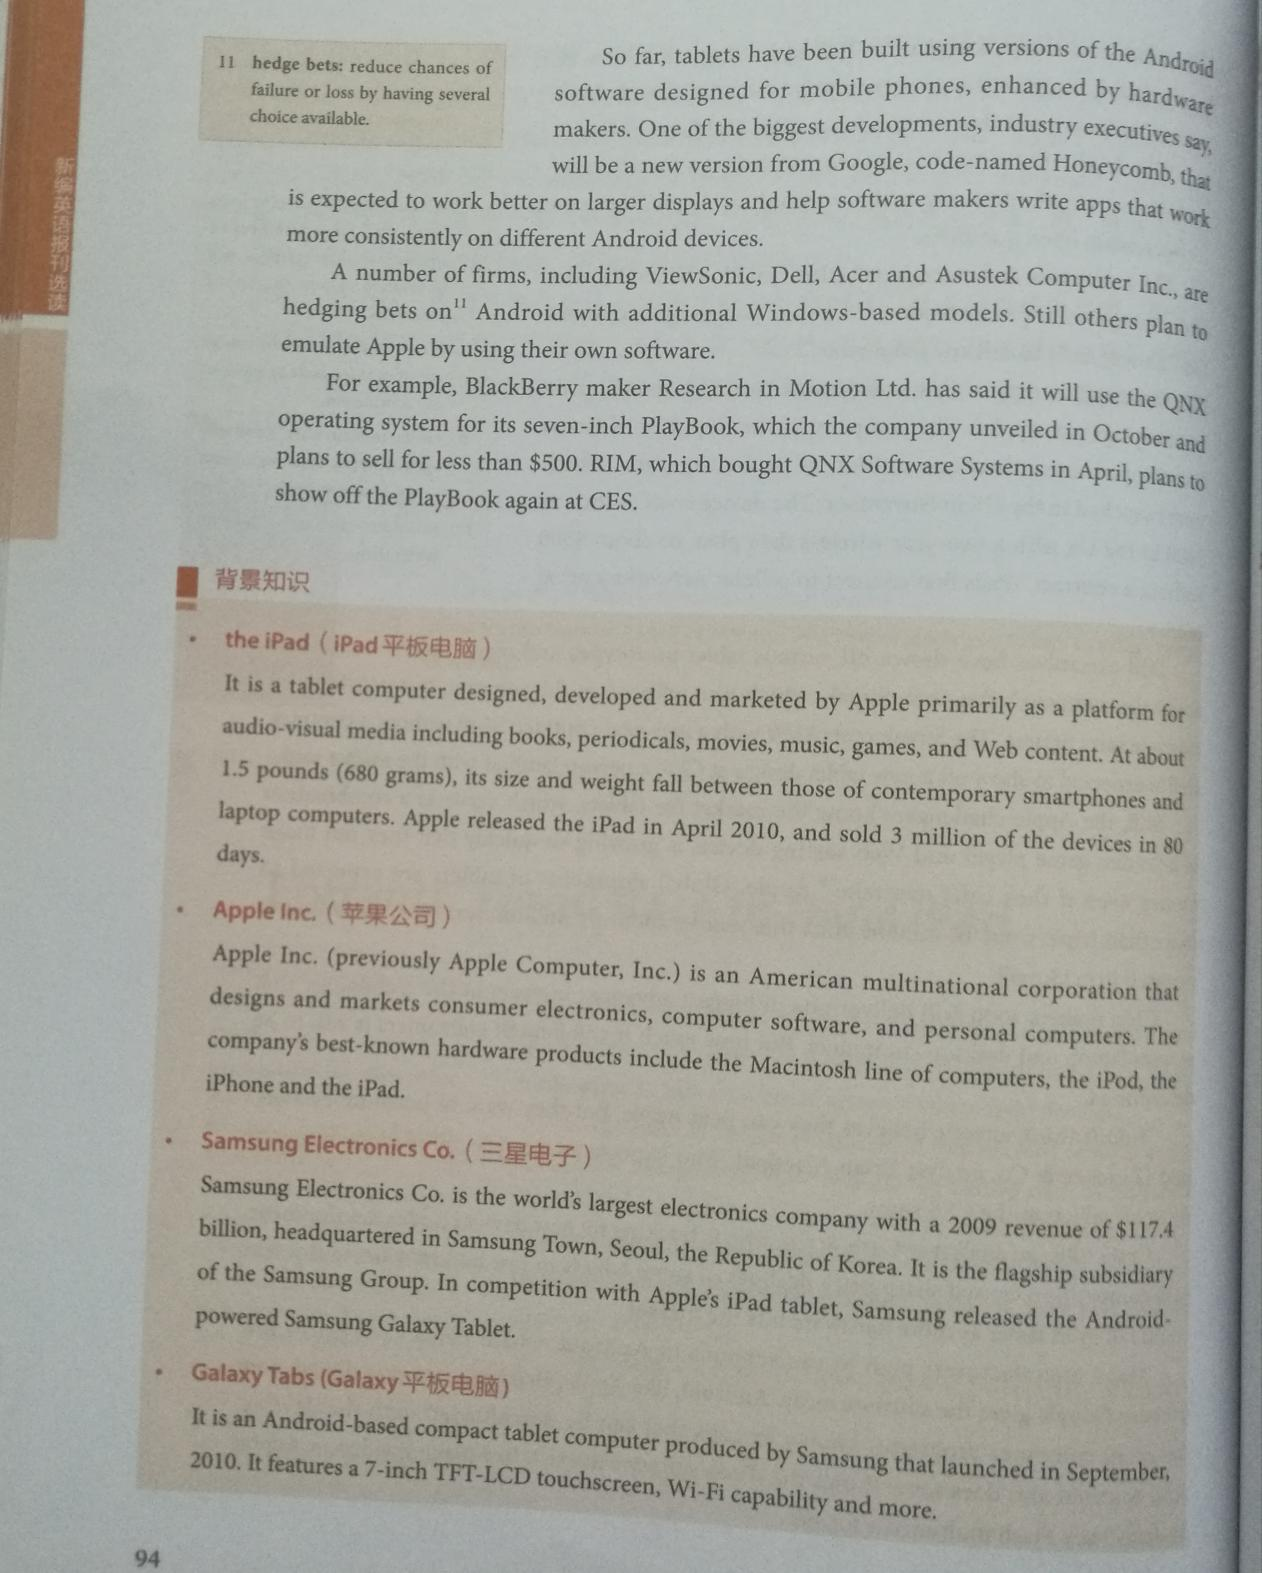 新编英语报刊选读
11 hedge bets: reduce chances of
failure or loss by having several
choice available.
So far, tablets have been built using versions of the Android
software designed for mobile phones, enhanced by hardware
makers. One of the biggest developments, industry executives say,
will be a new version from Google, code-named Honeycomb, that
is expected to work better on larger displays and help software makers write apps that work
more consistently on different Android devices.
A number of firms, including ViewSonic, Dell, Acer and Asustek Computer Inc., are
hedging bets on¹¹ Android with additional Windows-based models. Still others plan to
emulate Apple by using their own software.
For example, BlackBerry maker Research in Motion Ltd. has said it will use the QNX
operating system for its seven-inch PlayBook, which the company unveiled in October and
plans to sell for less than $500. RIM, which bought QNX Software Systems in April, plans to
show off the PlayBook again at CES.
背景知识
• the iPad（iPad平板电脑）
It is a tablet computer designed, developed and marketed by Apple primarily as a platform for
audio-visual media including books, periodicals, movies, music, games, and Web content. At about
1.5 pounds (680 grams), its size and weight fall between those of contemporary smartphones and
laptop computers. Apple released the iPad in April 2010, and sold 3 million of the devices in 80
days.
• Apple Inc.（苹果公司）
Apple Inc. (previously Apple Computer, Inc.) is an American multinational corporation that
designs and markets consumer electronics, computer software, and personal computers. The
company's best-known hardware products include the Macintosh line of computers, the iPod, the
iPhone and the iPad.
• Samsung Electronics Co.（三星电子）
Samsung Electronics Co. is the world's largest electronics company with a 2009 revenue of $117.4
billion, headquartered in Samsung Town, Seoul, the Republic of Korea. It is the flagship subsidiary
of the Samsung Group. In competition with Apple's iPad tablet, Samsung released the Android-
powered Samsung Galaxy Tablet.
• Galaxy Tabs (Galaxy平板电脑)
It is an Android-based compact tablet computer produced by Samsung that launched in September,
2010. It features a 7-inch TFT-LCD touchscreen, Wi-Fi capability and more.
94